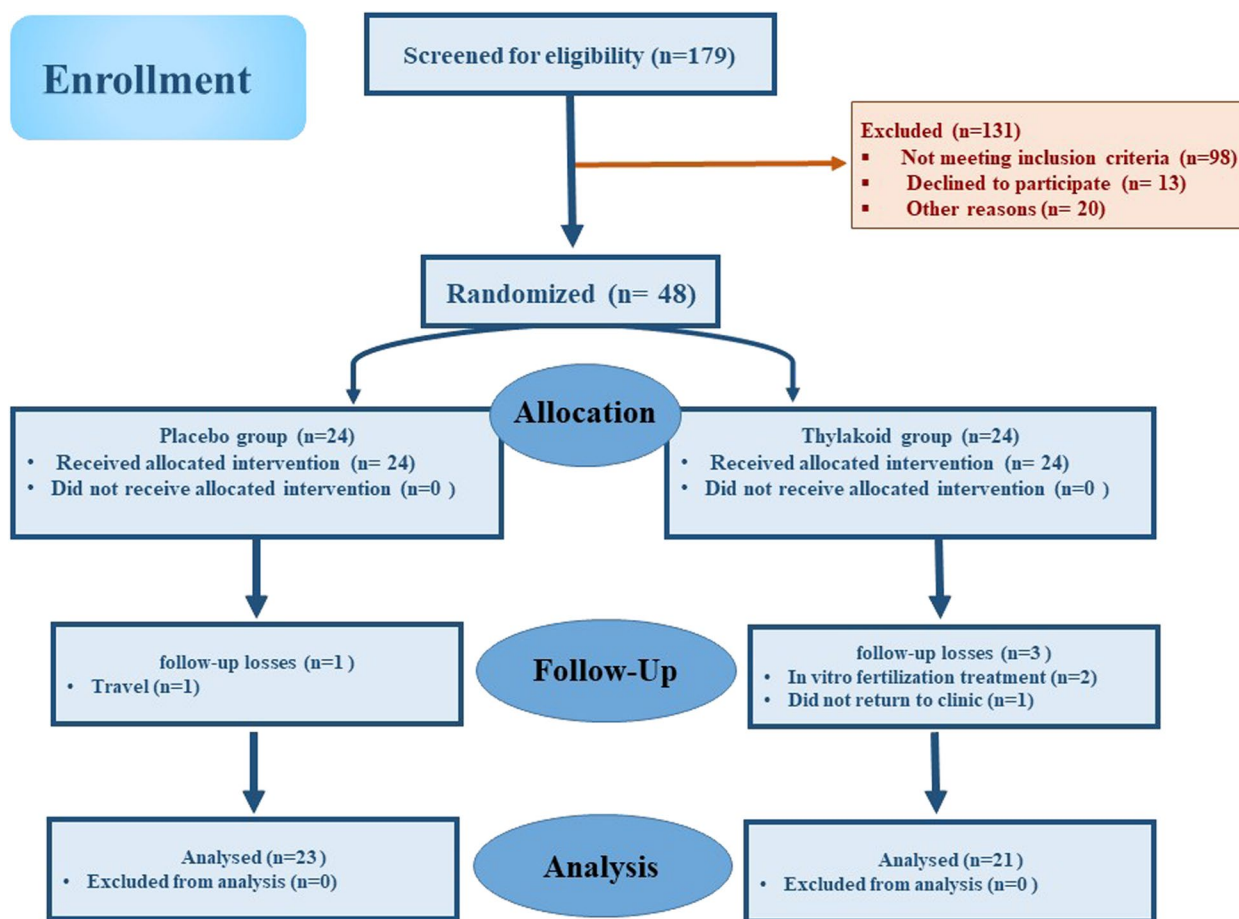 Enrollment
Screened for eligibility (n=179)
Excluded (n=131)
▪ Not meeting inclusion criteria (n=98)
▪ Declined to participate (n= 13)
▪ Other reasons (n= 20)
Randomized (n= 48)
Allocation
Placebo group (n=24)
• Received allocated intervention (n= 24)
• Did not receive allocated intervention (n=0 )
Thylakoid group (n=24)
• Received allocated intervention (n= 24)
• Did not receive allocated intervention (n=0 )
Follow-Up
follow-up losses (n=1 )
• Travel (n=1)
follow-up losses (n=3 )
• In vitro fertilization treatment (n=2)
• Did not return to clinic (n=1)
Analysis
Analysed (n=23 )
• Excluded from analysis (n=0)
Analysed (n=21 )
• Excluded from analysis (n=0 )